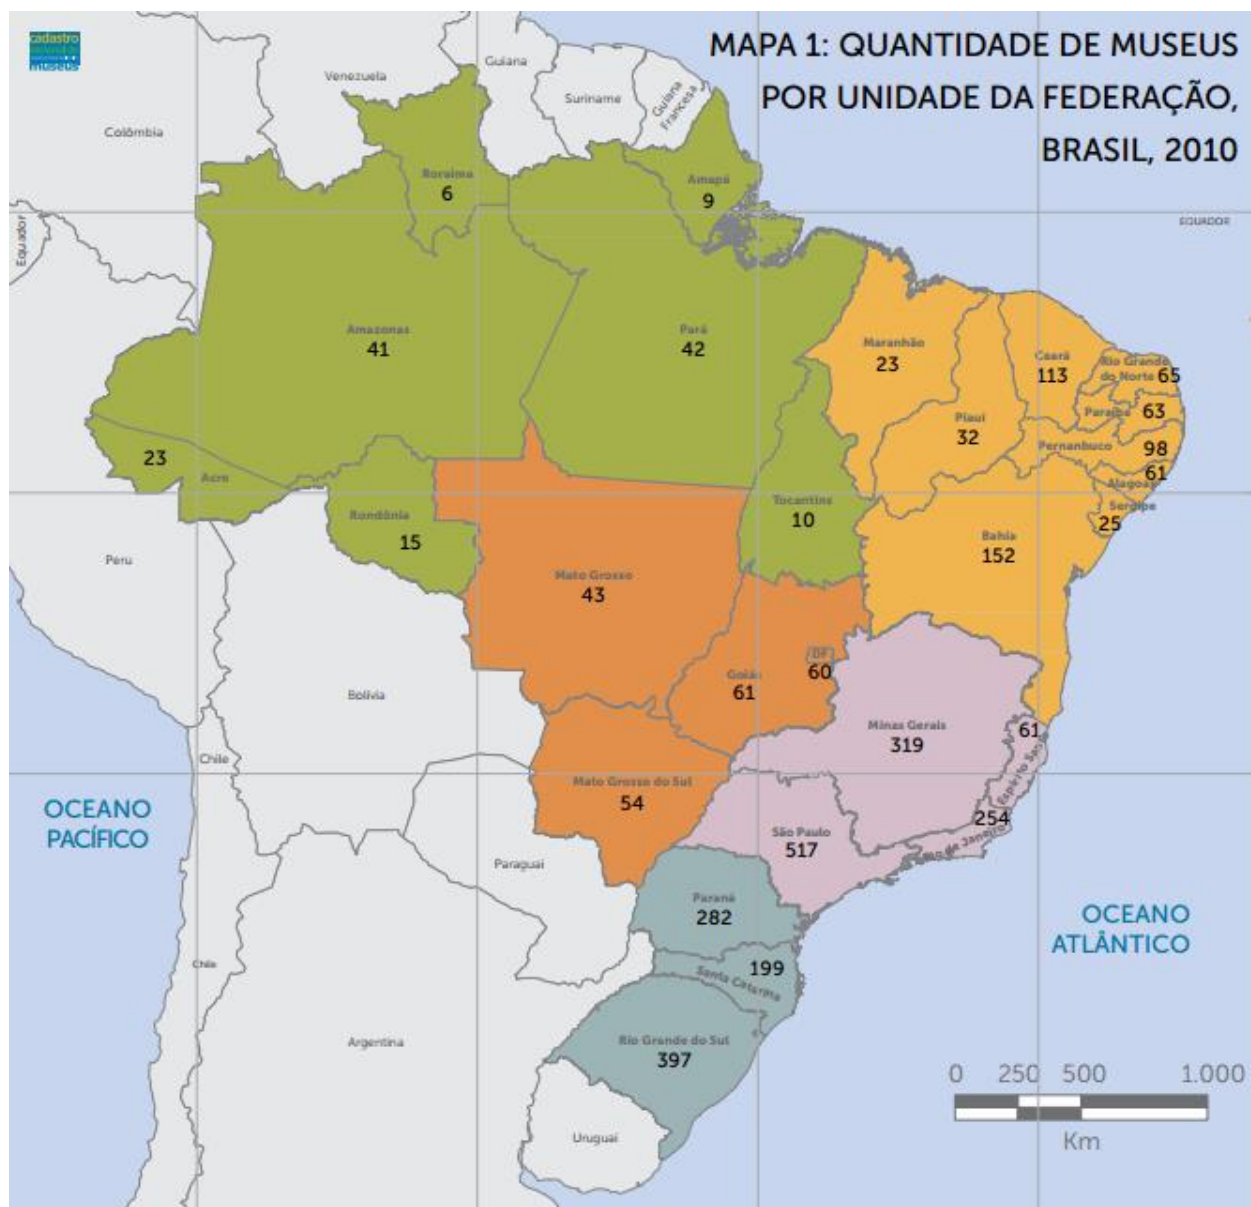 cadastro
museus
MAPA 1: QUANTIDADE DE MUSEUS
POR UNIDADE DA FEDERAÇÃO,
BRASIL, 2010
Venezuela
Guiana
Suriname
Guiana
Francesa
Colômbia
Equador
EQUADOR
Roraima
6
Amapá
9
Amazonas
41
Pará
42
Maranhão
23
Ceará
113
Rio Grande
do Norte 65
Paraíba 63
Piauí
32
Pernambuco 98
61
Alagoas
Sergipe
25
23
Acre
Rondônia
15
Tocantins
10
Bahia
152
Peru
Mato Grosso
43
DF
60
Goiás
61
Bolívia
Minas Gerais
319
61
Espírito Santo
Chile
Mato Grosso do Sul
54
254
Rio de Janeiro
São Paulo
517
OCEANO
PACÍFICO
Paraguai
Paraná
282
OCEANO
ATLÂNTICO
Chile
199
Santa Catarina
Argentina
Rio Grande do Sul
397
Uruguai
0 250 500 1.000
Km